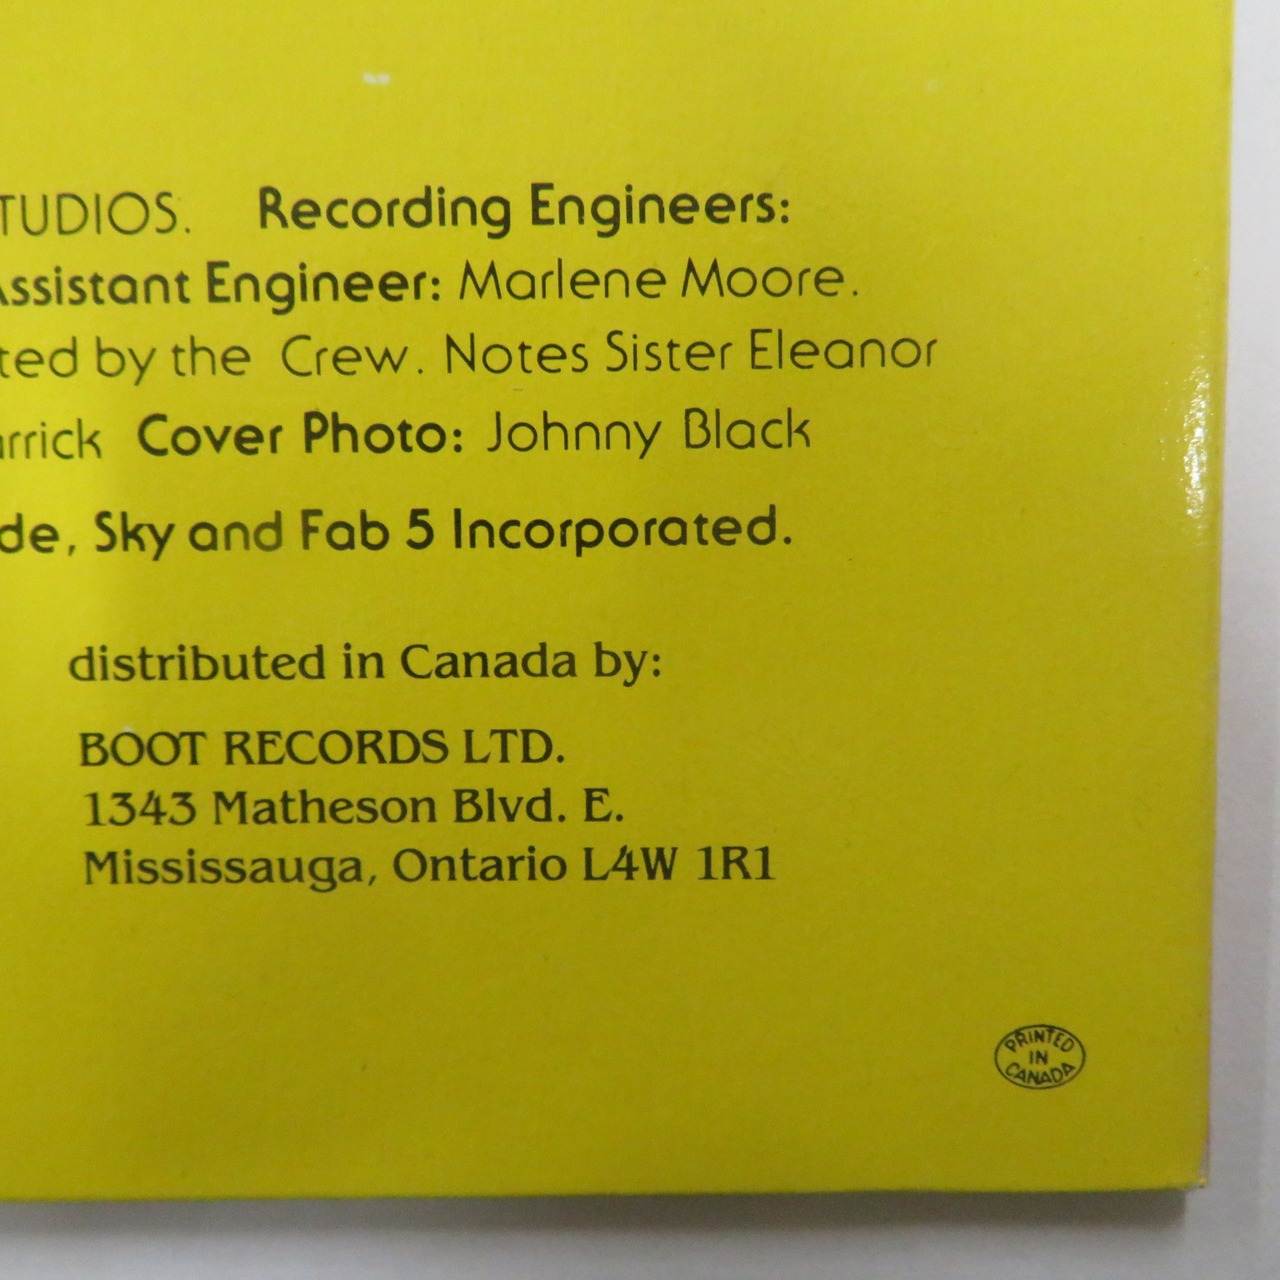 TUDIOS. Recording Engineers:
Assistant Engineer: Marlene Moore.
ted by the Crew. Notes Sister Eleanor
rrick Cover Photo: Johnny Black
de, Sky and Fab 5 Incorporated.
distributed in Canada by:
BOOT RECORDS LTD.
1343 Matheson Blvd. E.
Mississauga, Ontario L4W 1R1
PRINTED
IN
CANADA